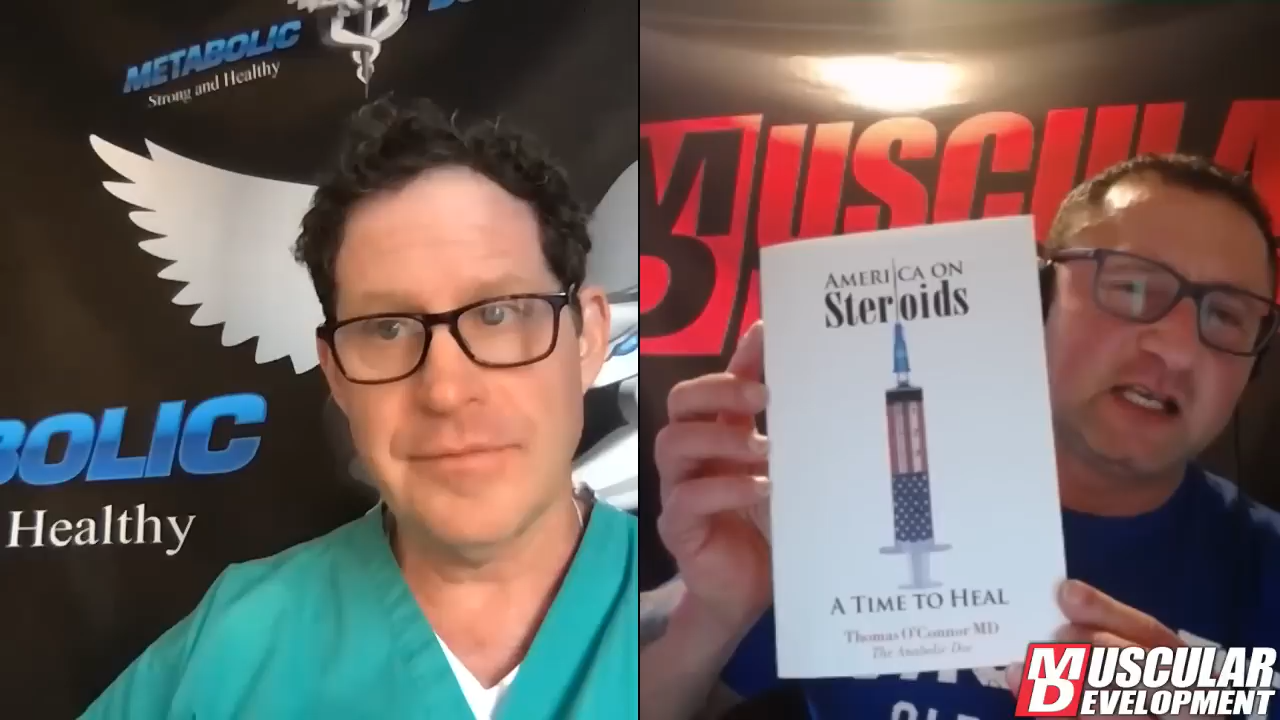 METABOLIC
Strong and Healthy
BOLIC
Healthy
MUSCULA
AMERICA ON
Steroids
A TIME TO HEAL
Thomas O'Connor MD
The Anabolic Doc
MUSCULAR
DEVELOPMENT